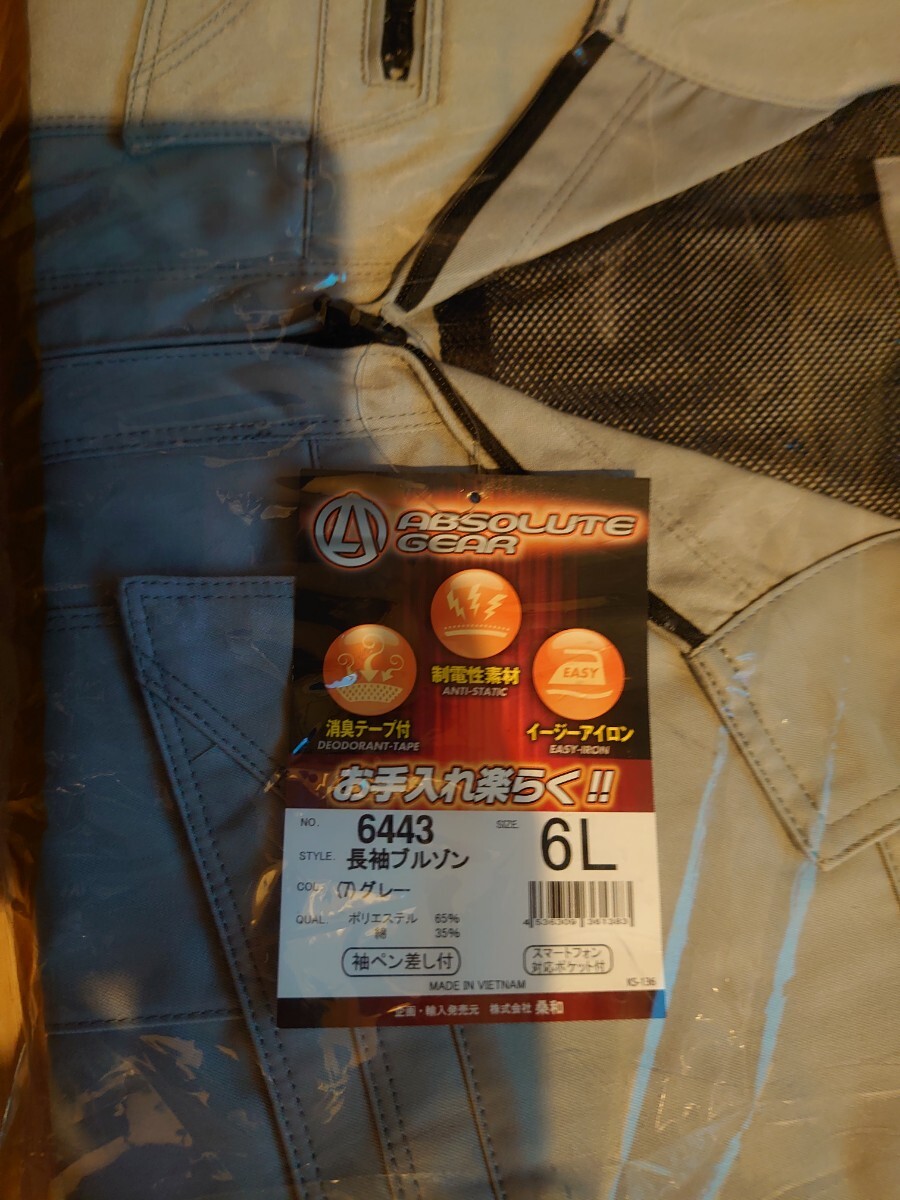 ABSOLUTE
GEAR
制電性素材
ANTI-STATIC
消臭テープ付
DEODORANT-TAPE
EASY
イージーアイロン
EASY-IRON
お手入れ楽らく!!
NO. 6443
SIZE. 6L
STYLE. 長袖ブルゾン
(7)グレー
QUAL. ポリエステル 65%
綿 35%
4 536309 361383
袖ペン差し付
スマートフォン
対応ポケット付
MADE IN VIETNAM
KS-136
企画・輸入発売元 株式会社 桑和